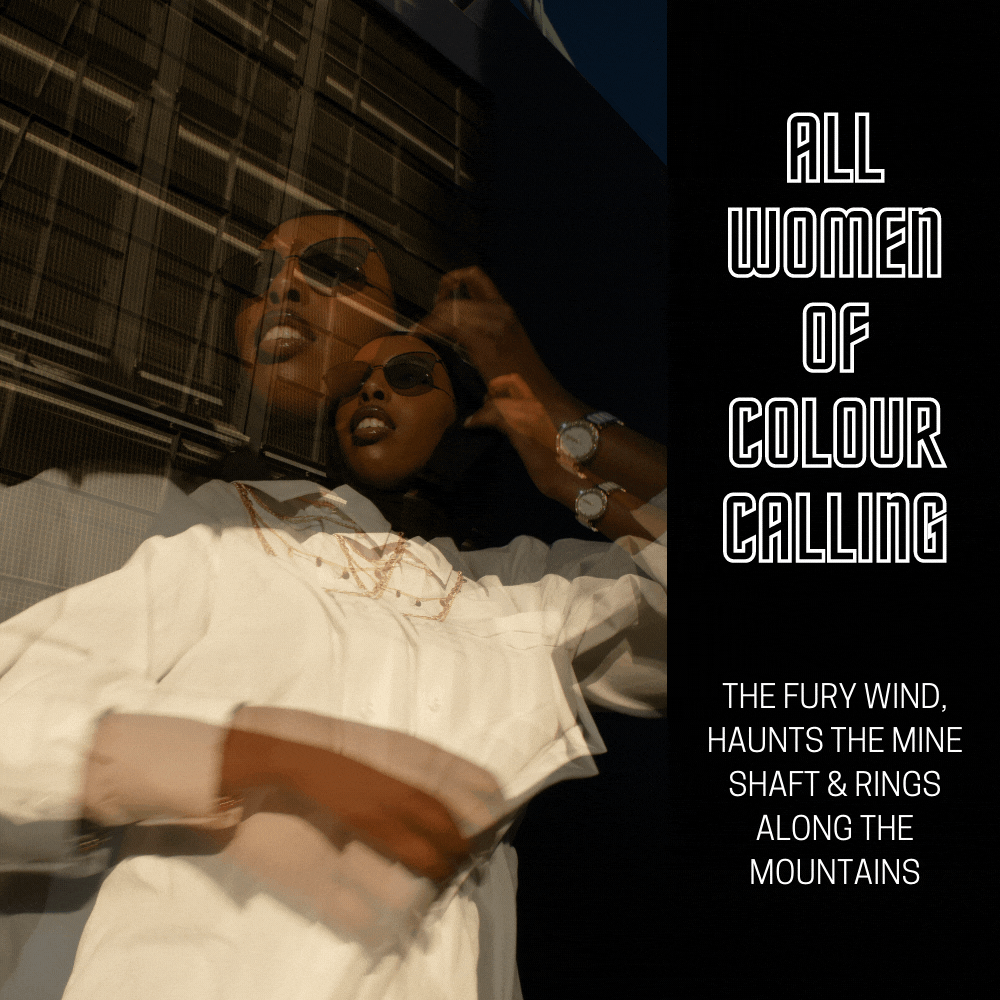 ALL
WOMEN
OF
COLOUR
CALLING
THE FURY WIND,
HAUNTS THE MINE
SHAFT & RINGS
ALONG THE
MOUNTAINS